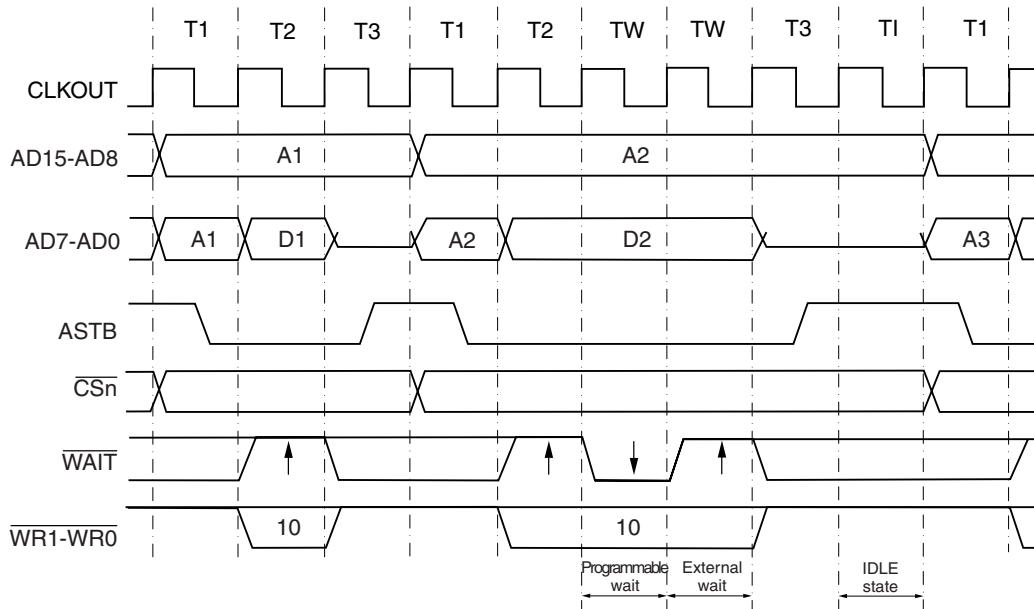 T1 T2 T3 T1 T2 TW TW T3 TI T1
CLKOUT
AD15-AD8 A1 A2
AD7-AD0 A1 D1 A2 D2 A3
ASTB
CSn
WAIT
WR1-WR0 10 10
Programmable wait
External wait
IDLE state